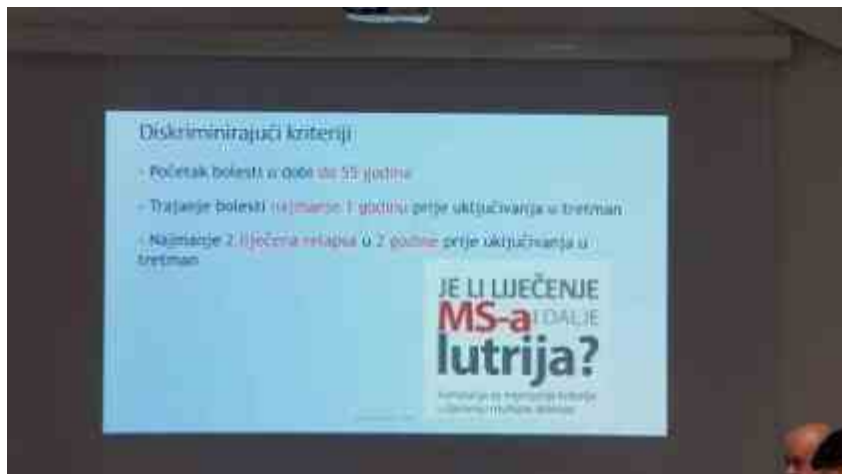 Diskriminirajući kriteriji
- Početak bolesti u dobi do 55 godina
- Trajanje bolesti najmanje 1 godinu prije uključivanja u tretman
- Najmanje 2 liječena relapsa u 2 godine prije uključivanja u
tretman
JE LI LIJEČENJE
MS-a I DALJE
lutrija?